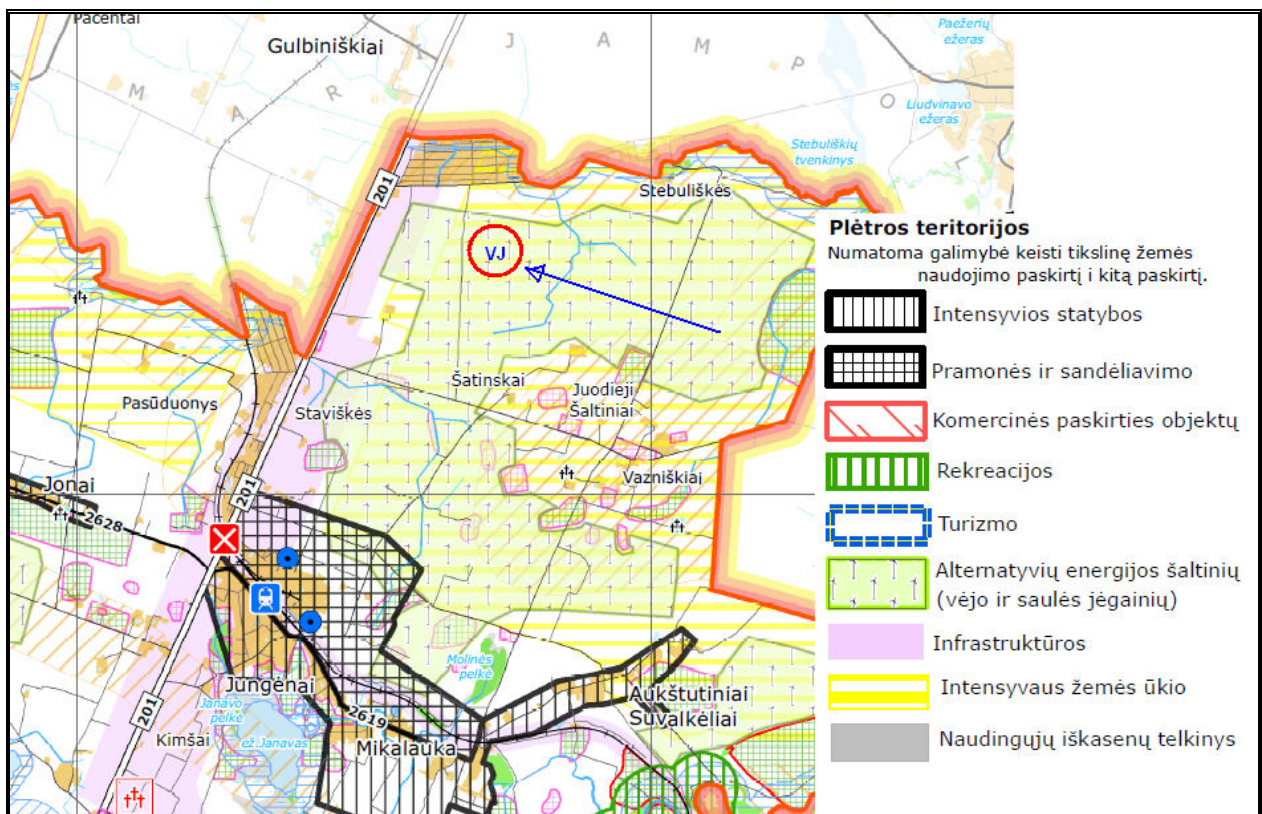 Pacentai
Gulbiniškiai
M A R I J A M P O L
Paežerių
ežeras
Liudvinavo
ežeras
Stebuliškių
tvenkinys
201
Stebuliškės
VJ
Pasūduonys
Staviškės
Šatinskai
Juodieji
Šaltiniai
Vazniškiai
Jonai
2628
201
Jungėnai
Molinės
pelkė
Aukštutiniai
Suvalkėliai
Janavo
pelkė
2619
201
Kimšai
ež.Janavas
Mikalauka
Plėtros teritorijos
Numatoma galimybė keisti tikslinę žemės
naudojimo paskirtį i kitą paskirtį.
Intensyvios statybos
Pramonės ir sandėliavimo
Komercinės paskirties objektų
Rekreacijos
Turizmo
Alternatyvių energijos šaltinių
(vėjo ir saulės jėgainių)
Infrastruktūros
Intensyvaus žemės ūkio
Naudingųjų iškasenų telkinys